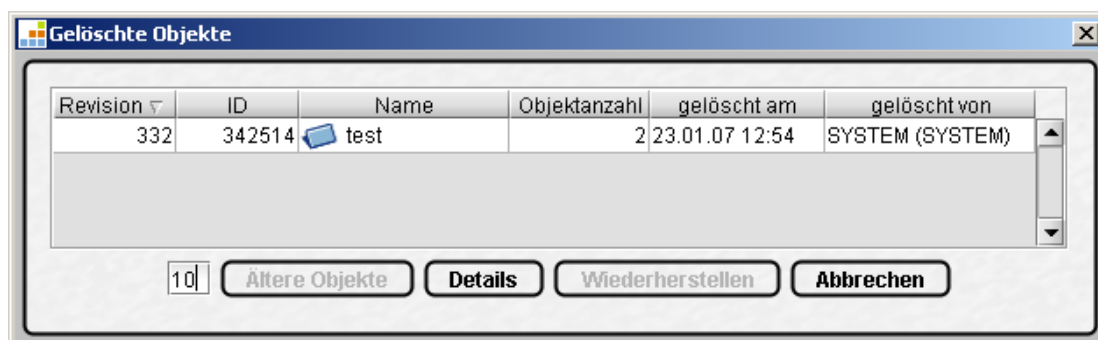 Gelöschte Objekte
Revision ID Name Objektanzahl gelöscht am gelöscht von
332 342514 test 2 23.01.07 12:54 SYSTEM (SYSTEM)
10 Ältere Objekte Details Wiederherstellen Abbrechen